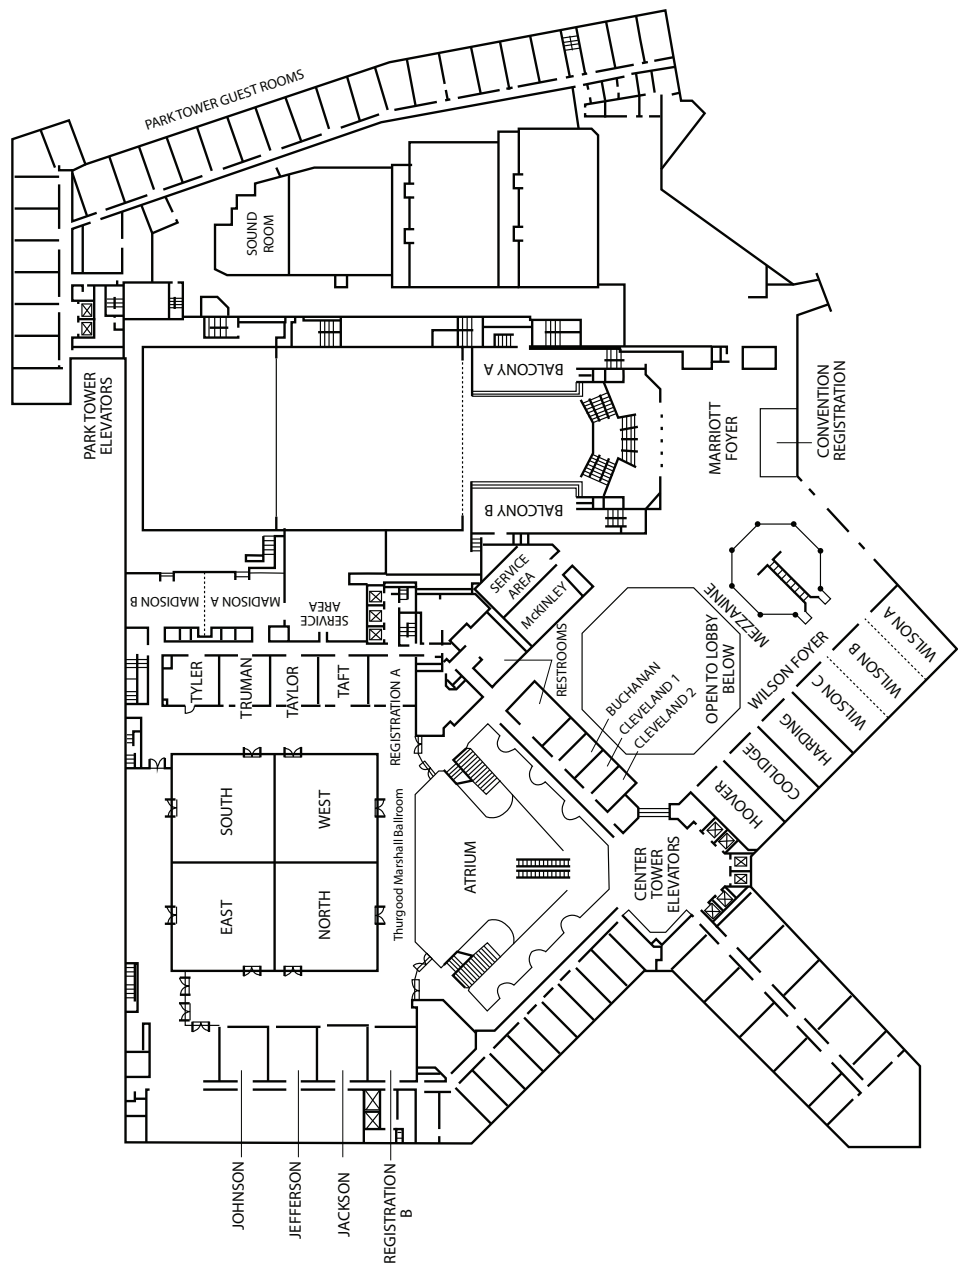 PARK TOWER GUEST ROOMS
SOUND
ROOM
PARK TOWER
ELEVATORS
BALCONY A
BALCONY B
MARRIOTT
FOYER
CONVENTION
REGISTRATION
MADISON B
MADISON A
SERVICE
AREA
SERVICE
AREA
McKINLEY
MEZZANINE
RESTROOMS
OPEN TO LOBBY
BELOW
WILSON FOYER
WILSON A
WILSON B
WILSON C
HARDING
COOLIDGE
HOOVER
BUCHANAN
CLEVELAND 1
CLEVELAND 2
TYLER
TRUMAN
TAYLOR
TAFT
REGISTRATION A
SOUTH
WEST
EAST
NORTH
Thurgood Marshall Ballroom
ATRIUM
CENTER
TOWER
ELEVATORS
JOHNSON
JEFFERSON
JACKSON
REGISTRATION
B